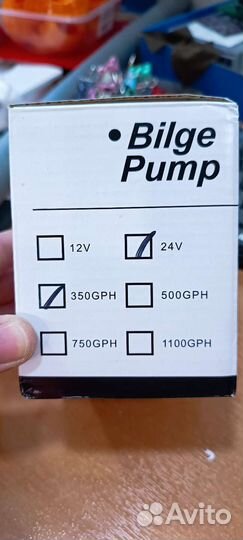 • Bilge
Pump
12V 24V
350GPH 500GPH
750GPH 1100GPH
Avito